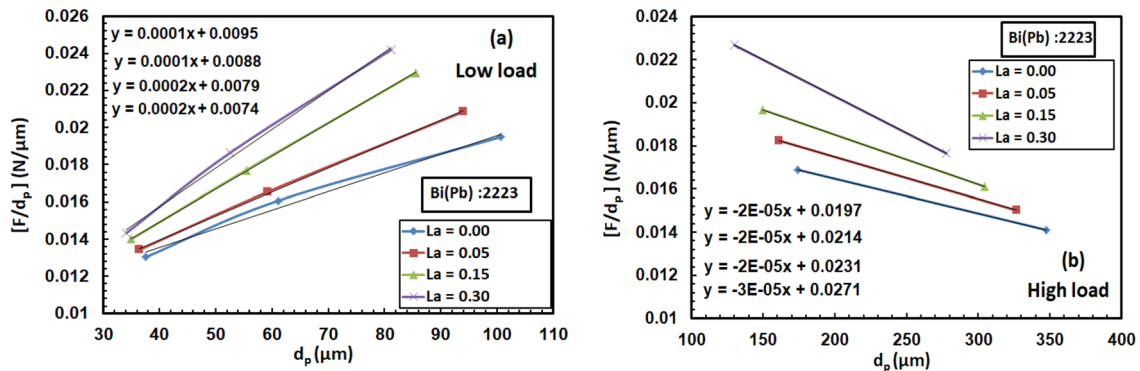 y = 0.0001x + 0.0095
y = 0.0001x + 0.0088
y = 0.0002x + 0.0079
y = 0.0002x + 0.0074
(a)
Low load
Bi(Pb) :2223
La = 0.00
La = 0.05
La = 0.15
La = 0.30
[F/dp] (N/µm)
0.026
0.024
0.022
0.02
0.018
0.016
0.014
0.012
0.01
30 40 50 60 70 80 90 100 110
dp (µm)
Bi(Pb) :2223
La = 0.00
La = 0.05
La = 0.15
La = 0.30
y = -2E-05x + 0.0197
y = -2E-05x + 0.0214
y = -2E-05x + 0.0231
y = -3E-05x + 0.0271
(b)
High load
[F/dp] (N/µm)
0.024
0.022
0.02
0.018
0.016
0.014
0.012
0.01
100 150 200 250 300 350 400
dp (µm)